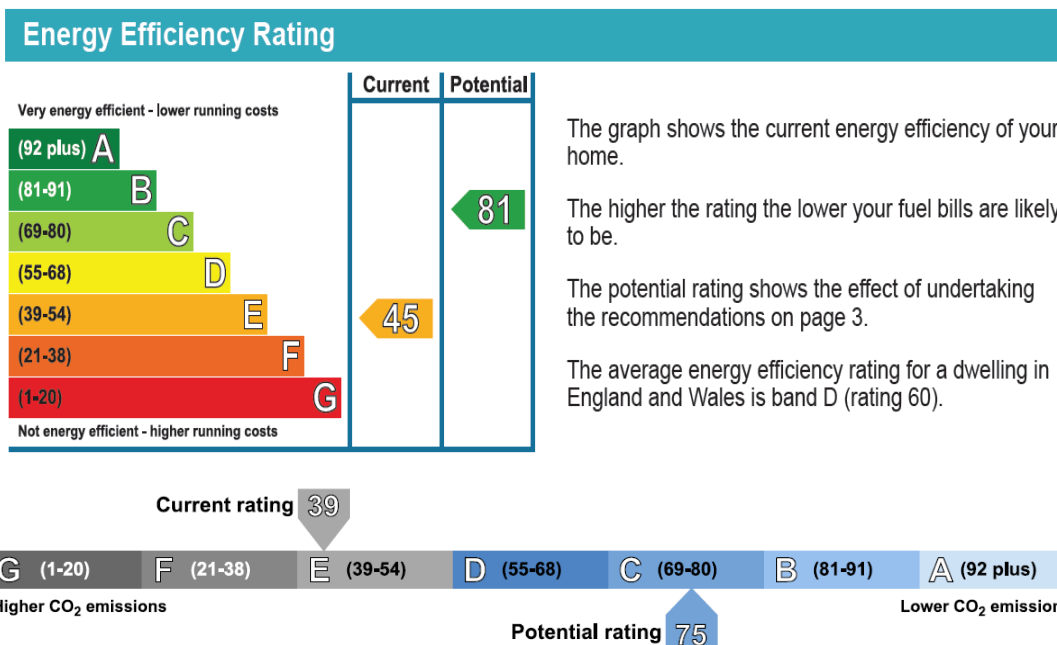 Energy Efficiency Rating
Current Potential
Very energy efficient - lower running costs
(92 plus) A
(81-91) B
(69-80) C
(55-68) D
(39-54) E
(21-38) F
(1-20) G
Not energy efficient - higher running costs
81
45
The graph shows the current energy efficiency of your
home.
The higher the rating the lower your fuel bills are likely
to be.
The potential rating shows the effect of undertaking
the recommendations on page 3.
The average energy efficiency rating for a dwelling in
England and Wales is band D (rating 60).
Current rating 39
G (1-20) F (21-38) E (39-54) D (55-68) C (69-80) B (81-91) A (92 plus)
Higher CO2 emissions Lower CO2 emission
Potential rating 75